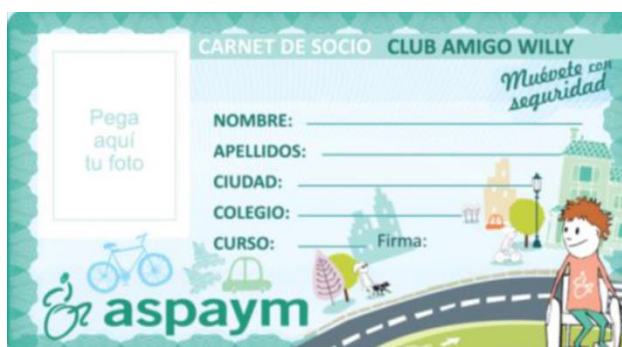 CARNET DE SOCIO CLUB AMIGO WILLY
Muévete con
seguridad
Pega
aquí
tu foto
NOMBRE:
APELLIDOS:
CIUDAD:
COLEGIO:
CURSO: Firma:
aspaym